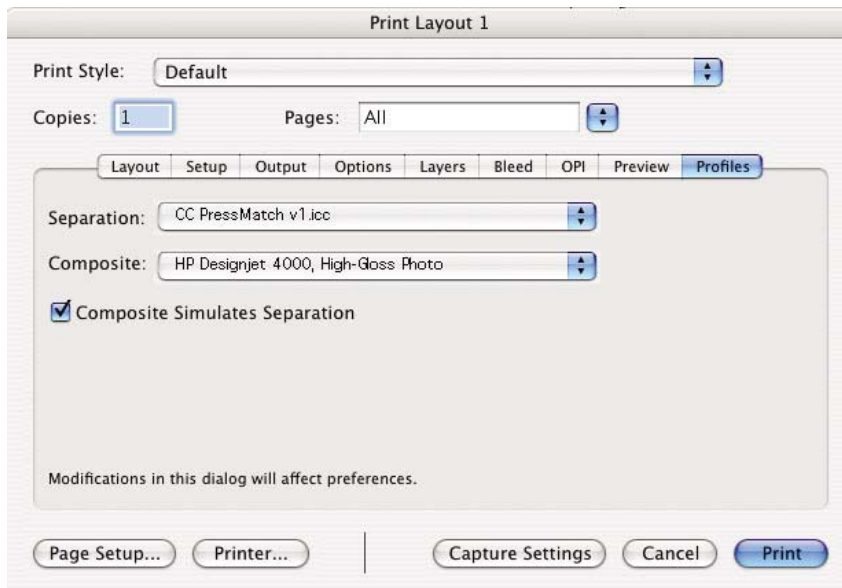 Print Layout 1
Print Style: Default
Copies: 1 Pages: All
Layout Setup Output Options Layers Bleed OPI Preview Profiles
Separation: CC PressMatch v1.icc
Composite: HP Designjet 4000, High-Gloss Photo
Composite Simulates Separation
Modifications in this dialog will affect preferences.
Page Setup... Printer... Capture Settings Cancel Print